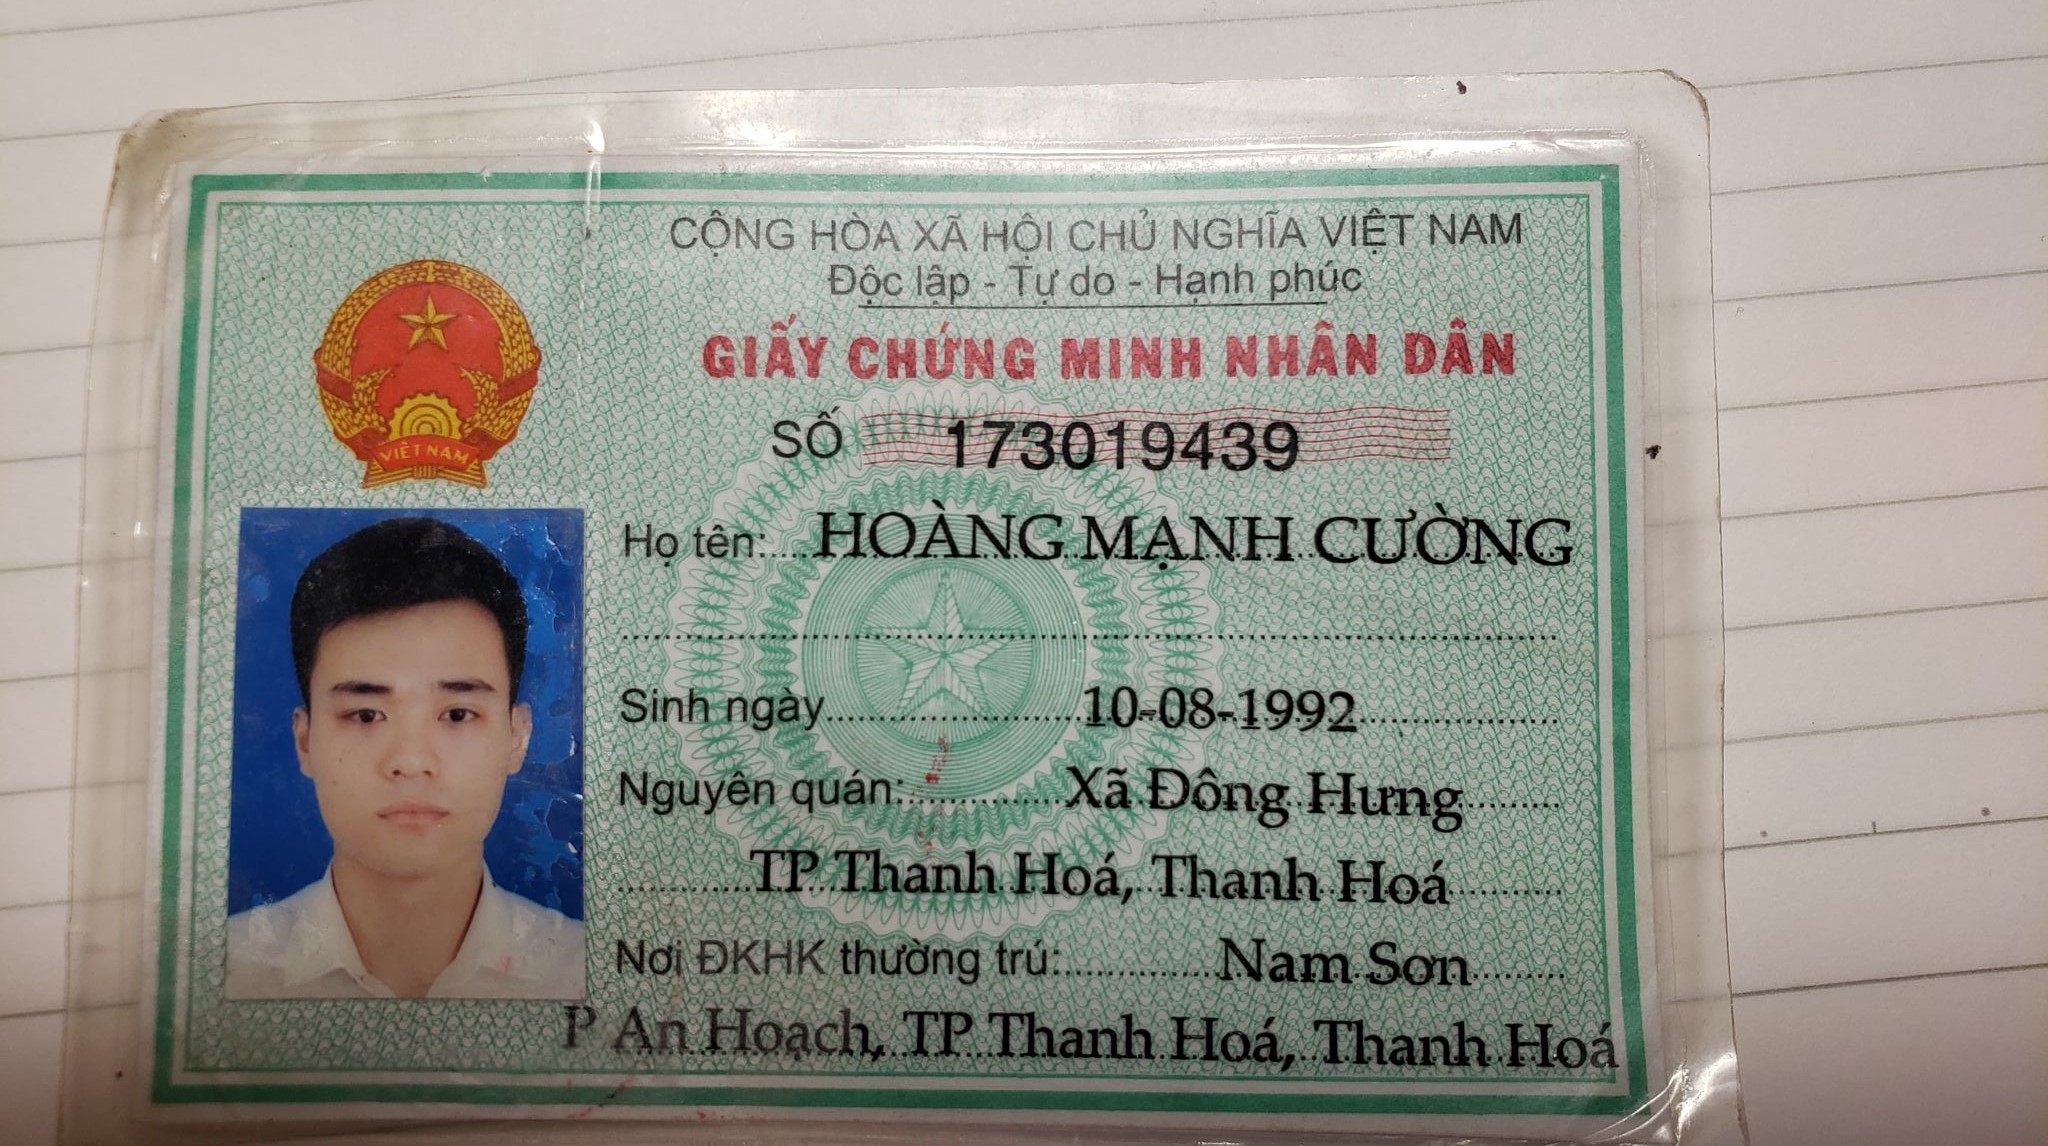 CỘNG HÒA XÃ HỘI CHỦ NGHĨA VIỆT NAM
Độc lập - Tự do - Hạnh phúc
GIẤY CHỨNG MINH NHÂN DÂN
SỐ 173019439
VIỆT NAM
Họ tên: HOÀNG MẠNH CƯỜNG
Sinh ngày 10-08-1992
Nguyên quán: Xã Đông Hưng
TP Thanh Hoá, Thanh Hoá
Nơi ĐKHK thường trú: Nam Sơn
P An Hoạch, TP Thanh Hoá, Thanh Hoá